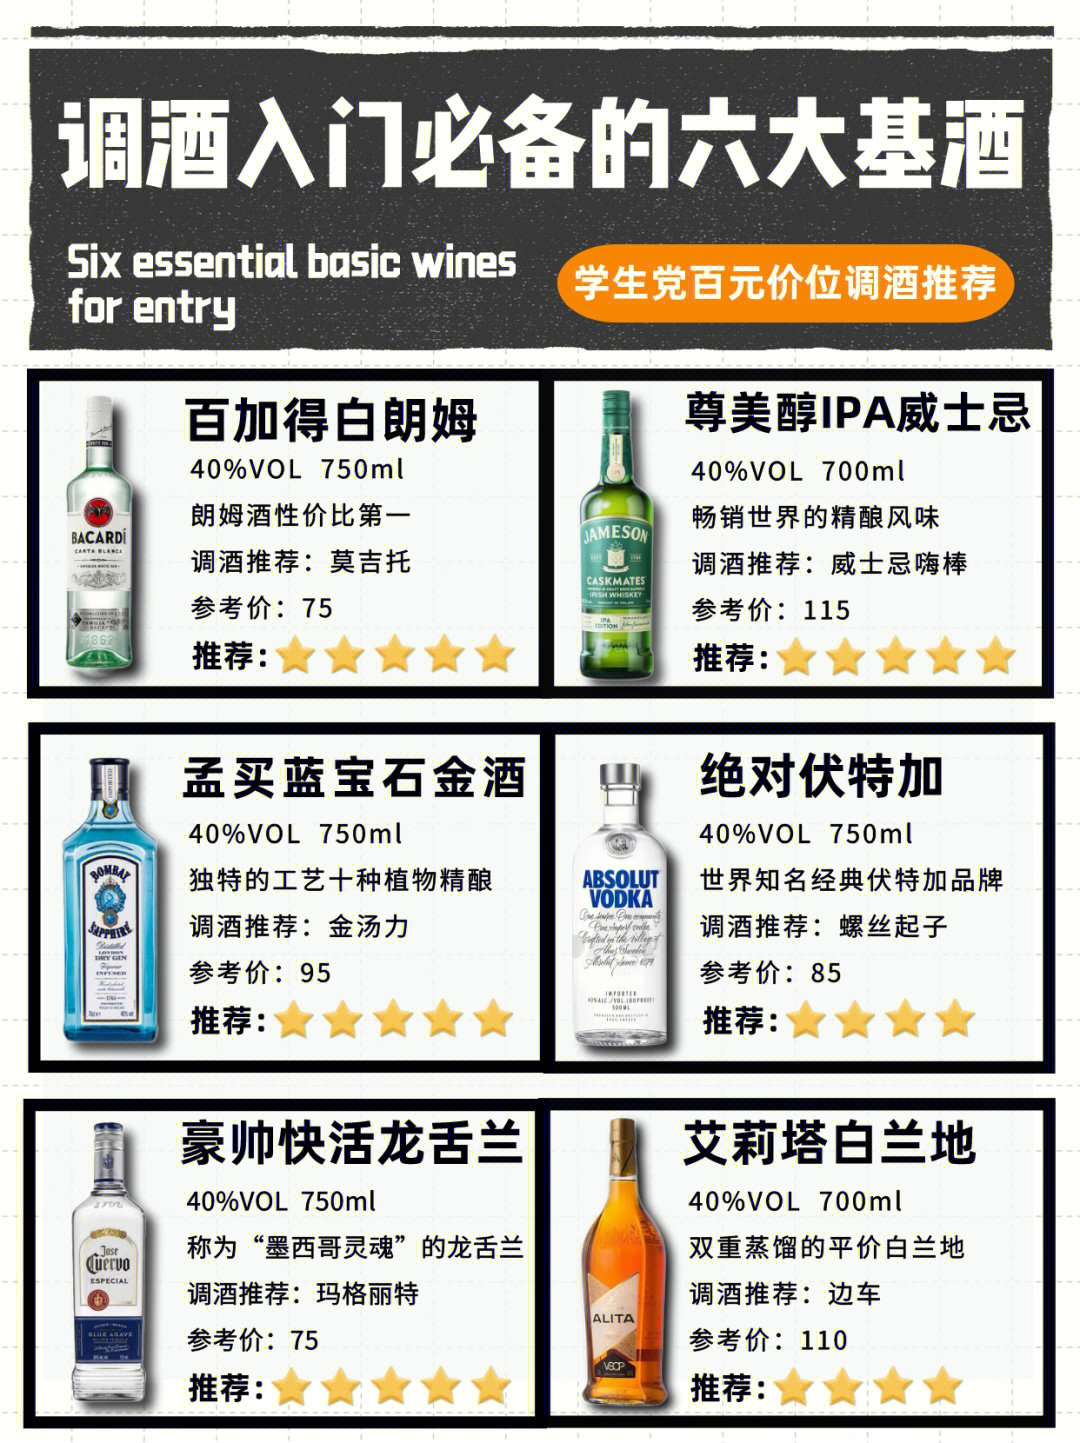 调酒入门必备的六大基酒
Six essential basic wines
for entry
学生党百元价位调酒推荐
百加得白朗姆
40%VOL 750ml
朗姆酒性价比第一
调酒推荐：莫吉托
参考价：75
推荐:
BACARDÍ
CARTA BLANCA
尊美醇IPA威士忌
40%VOL 700ml
畅销世界的精酿风味
调酒推荐：威士忌嗨棒
参考价：115
推荐:
JAMESON
CASKMATES
IRISH WHISKEY
IPA
EDITION
孟买蓝宝石金酒
40%VOL 750ml
独特的工艺十种植物精酿
调酒推荐：金汤力
参考价：95
推荐:
BOMBAY
SAPPHIRE
Distilled
LONDON
DRY GIN
INFUSED
绝对伏特加
40%VOL 750ml
世界知名经典伏特加品牌
调酒推荐：螺丝起子
参考价：85
推荐:
ABSOLUT
VODKA
IMPORTED
40%ALC./VOL.(80PROOF)
500ML
豪帅快活龙舌兰
40%VOL 750ml
称为“墨西哥灵魂”的龙舌兰
调酒推荐：玛格丽特
参考价：75
推荐:
1795
Jose
Cuervo
ESPECIAL
BLUE AGAVE
艾莉塔白兰地
40%VOL 700ml
双重蒸馏的平价白兰地
调酒推荐：边车
参考价：110
推荐:
ALITA
VSOP